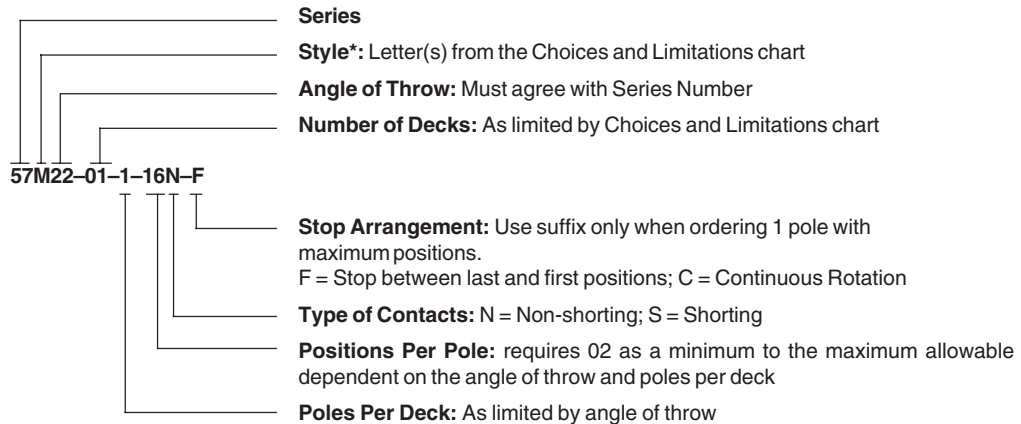 Series
Style*: Letter(s) from the Choices and Limitations chart
Angle of Throw: Must agree with Series Number
Number of Decks: As limited by Choices and Limitations chart
57M22–01–1–16N–F
Stop Arrangement: Use suffix only when ordering 1 pole with
maximum positions.
F = Stop between last and first positions; C = Continuous Rotation
Type of Contacts: N = Non-shorting; S = Shorting
Positions Per Pole: requires 02 as a minimum to the maximum allowable
dependent on the angle of throw and poles per deck
Poles Per Deck: As limited by angle of throw